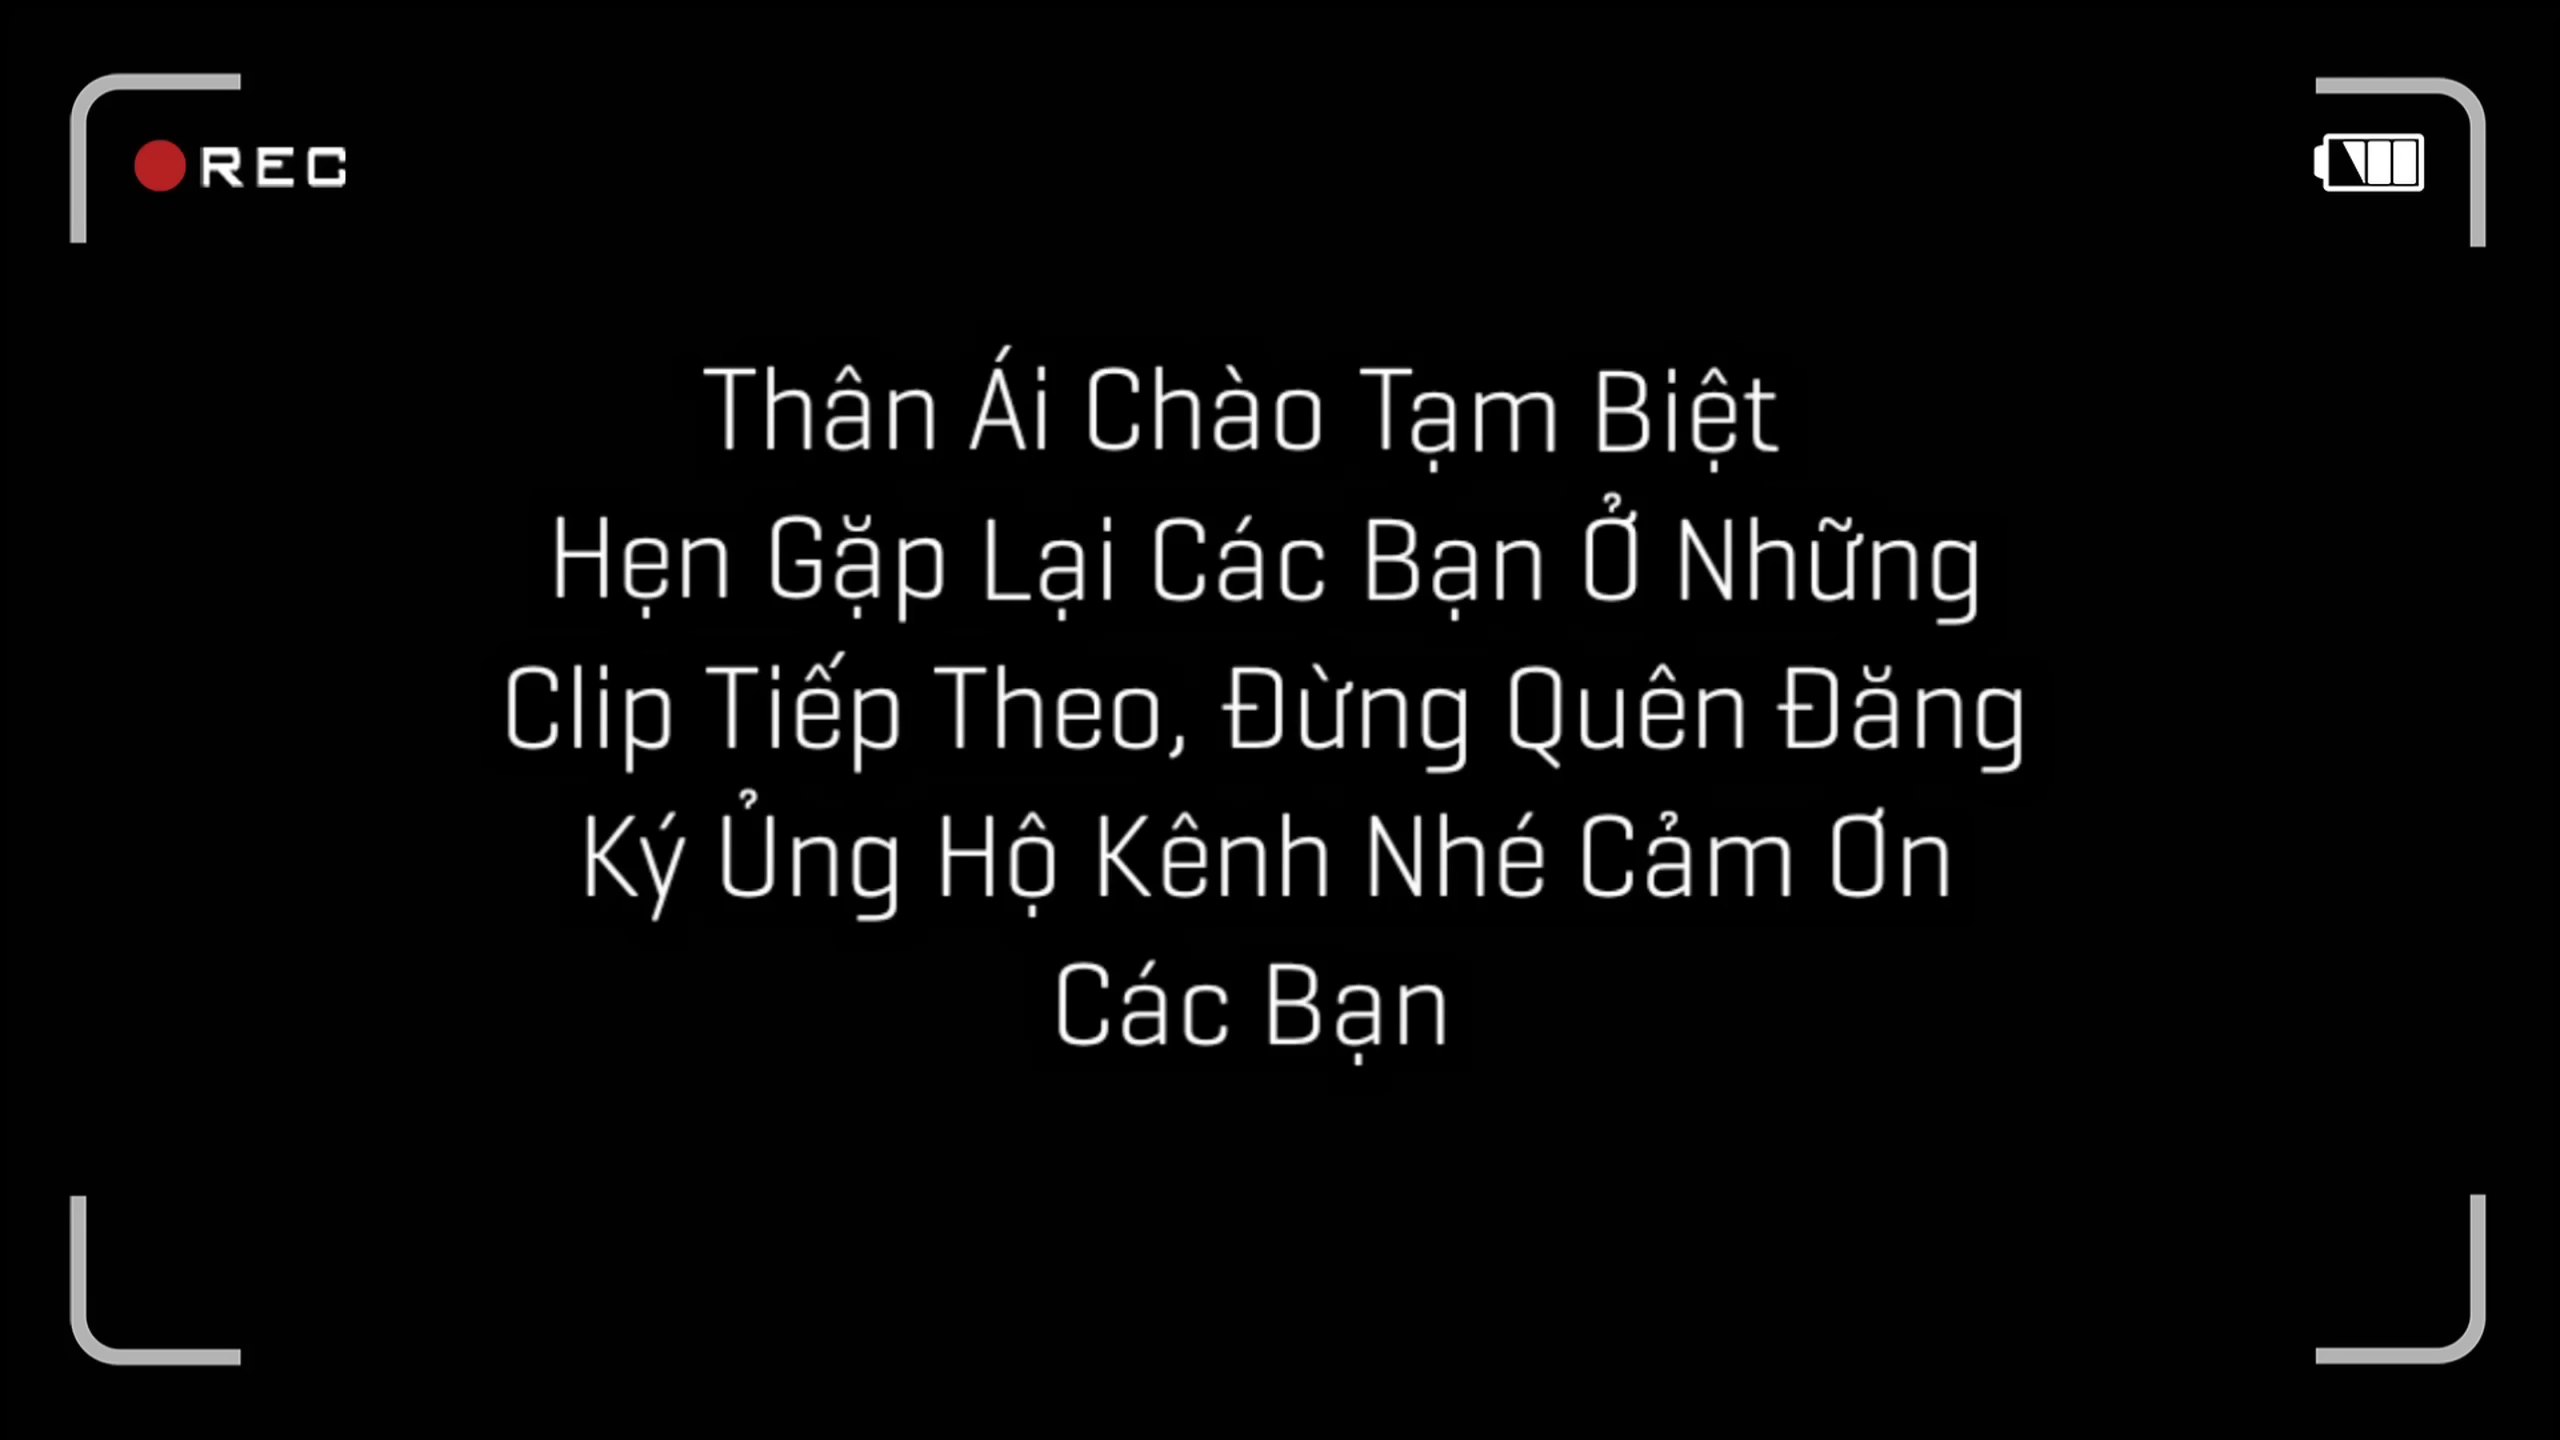 REC
Thân Ái Chào Tạm Biệt
Hẹn Gặp Lại Các Bạn Ở Những
Clip Tiếp Theo, Đừng Quên Đăng
Ký Ủng Hộ Kênh Nhé Cảm Ơn
Các Bạn